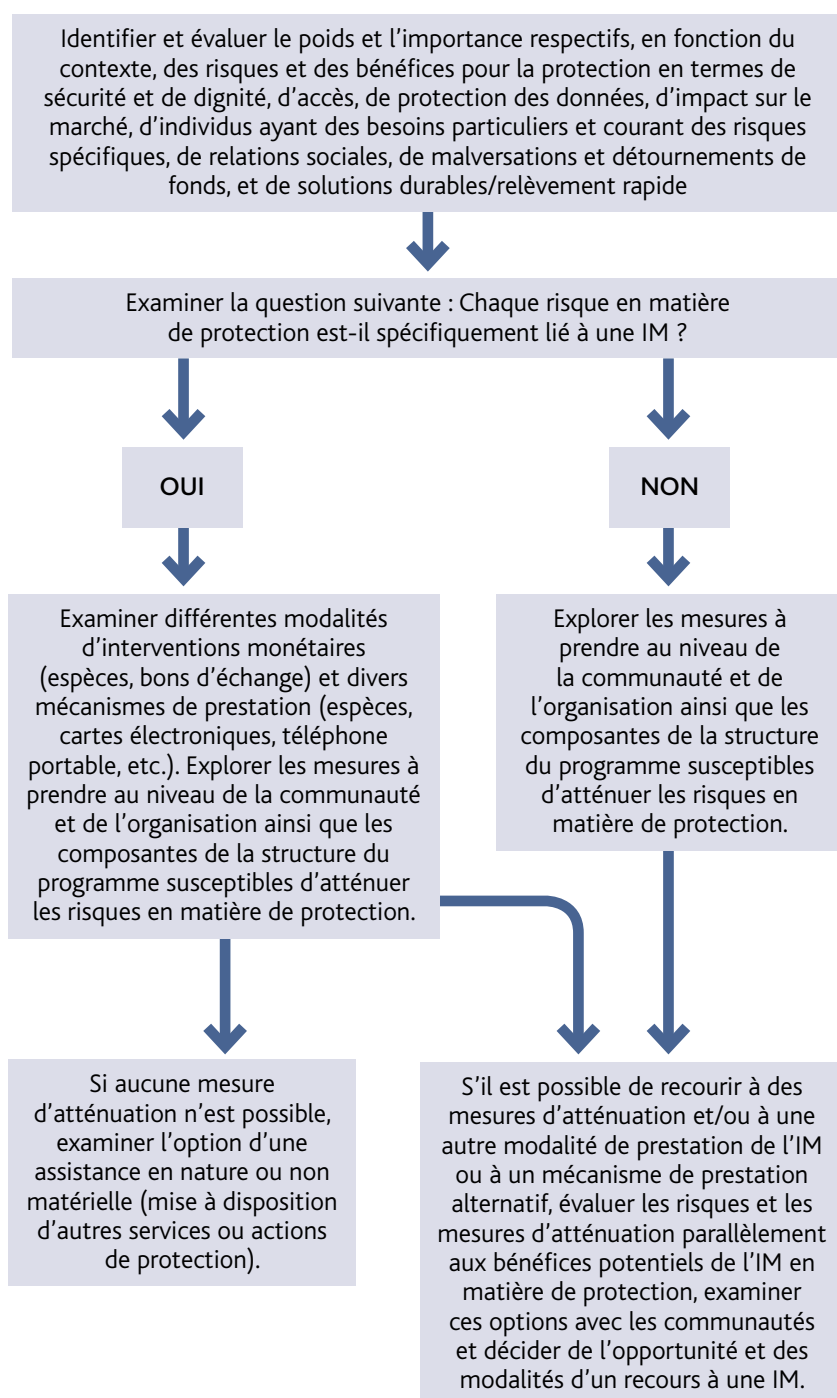 Identifier et évaluer le poids et l’importance respectifs, en fonction du
contexte, des risques et des bénéfices pour la protection en termes de
sécurité et de dignité, d’accès, de protection des données, d’impact sur le
marché, d’individus ayant des besoins particuliers et courant des risques
spécifiques, de relations sociales, de malversations et détournements de
fonds, et de solutions durables/relèvement rapide
Examiner la question suivante : Chaque risque en matière
de protection est-il spécifiquement lié à une IM ?
OUI
NON
Examiner différentes modalités
d’interventions monétaires
(espèces, bons d’échange) et divers
mécanismes de prestation (espèces,
cartes électroniques, téléphone
portable, etc.). Explorer les mesures à
prendre au niveau de la communauté
et de l’organisation ainsi que les
composantes de la structure du
programme susceptibles d’atténuer
les risques en matière de protection.
Explorer les mesures à
prendre au niveau de
la communauté et de
l’organisation ainsi que les
composantes de la structure
du programme susceptibles
d’atténuer les risques en
matière de protection.
Si aucune mesure
d’atténuation n’est possible,
examiner l’option d’une
assistance en nature ou non
matérielle (mise à disposition
d’autres services ou actions
de protection).
S’il est possible de recourir à des
mesures d’atténuation et/ou à une
autre modalité de prestation de l’IM
ou à un mécanisme de prestation
alternatif, évaluer les risques et les
mesures d’atténuation parallèlement
aux bénéfices potentiels de l’IM en
matière de protection, examiner
ces options avec les communautés
et décider de l’opportunité et des
modalités d’un recours à une IM.